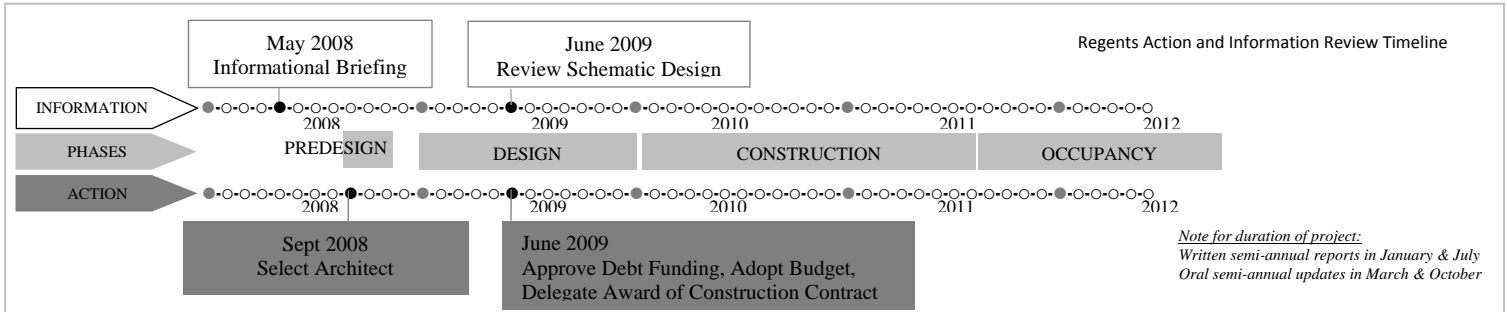 Regents Action and Information Review Timeline
May 2008
Informational Briefing
June 2009
Review Schematic Design
INFORMATION
2008
2009
2010
2011
2012
PHASES
PREDESIGN
DESIGN
CONSTRUCTION
OCCUPANCY
ACTION
2008
2009
2010
2011
2012
Sept 2008
Select Architect
June 2009
Approve Debt Funding, Adopt Budget,
Delegate Award of Construction Contract
Note for duration of project:
Written semi-annual reports in January & July
Oral semi-annual updates in March & October